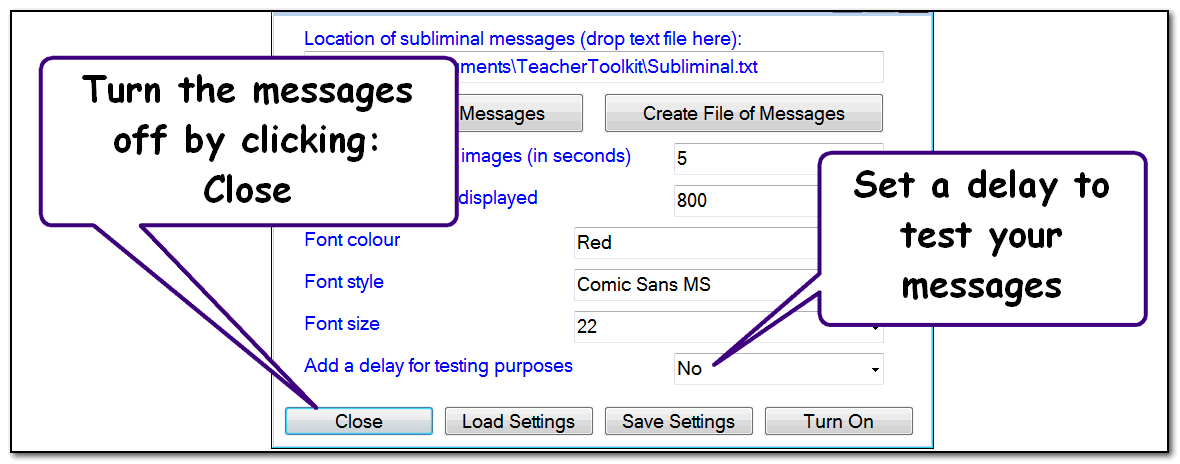 Location of subliminal messages (drop text file here):
\TeacherToolkit\Subliminal.txt
Messages
Create File of Messages
images (in seconds)
5
displayed
800
Font colour
Red
Font style
Comic Sans MS
Font size
22
Add a delay for testing purposes
No
Close
Load Settings
Save Settings
Turn On
Turn the messages
off by clicking:
Close
Set a delay to
test your
messages